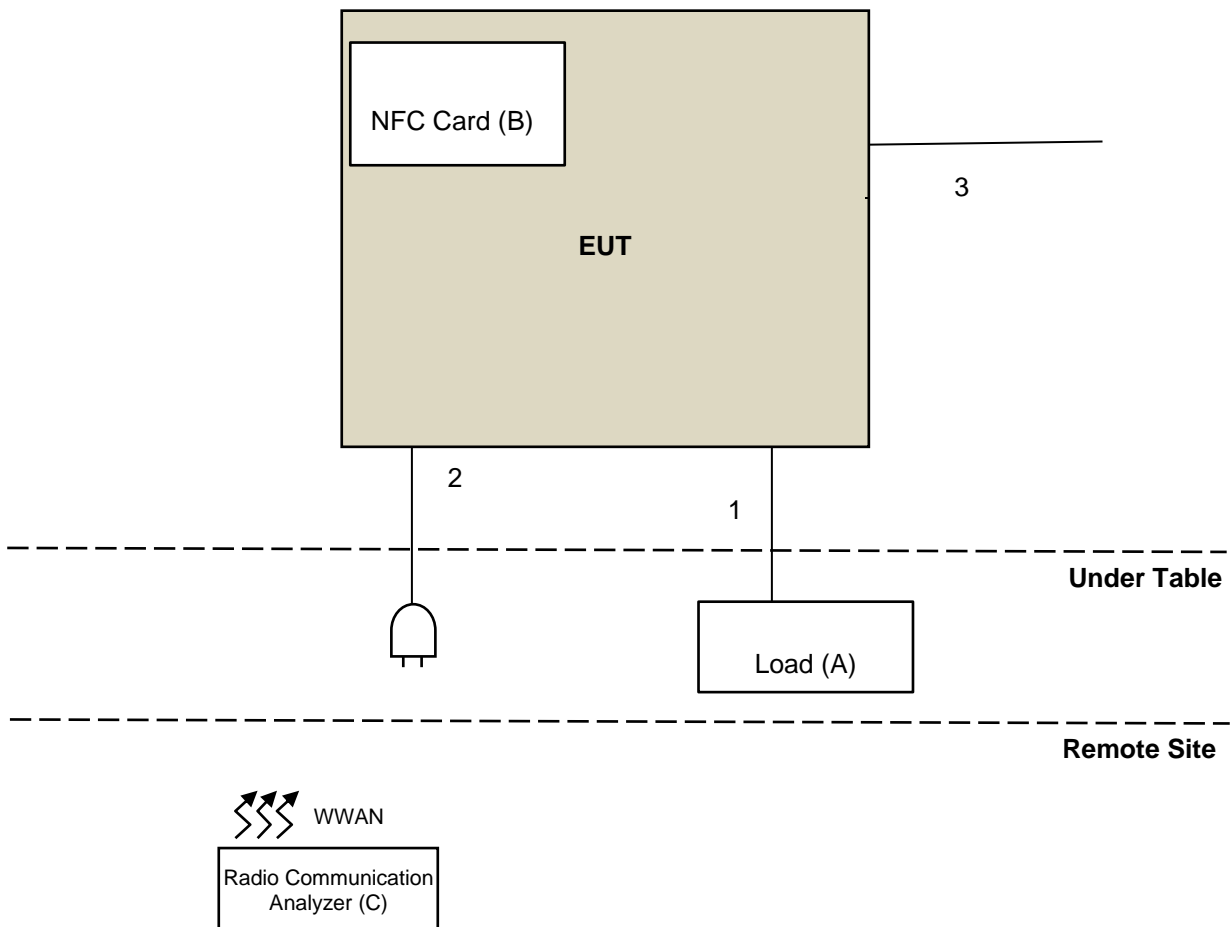 NFC Card (B)
3
EUT
2
1
Under Table
Load (A)
Remote Site
WWAN
Radio Communication
Analyzer (C)